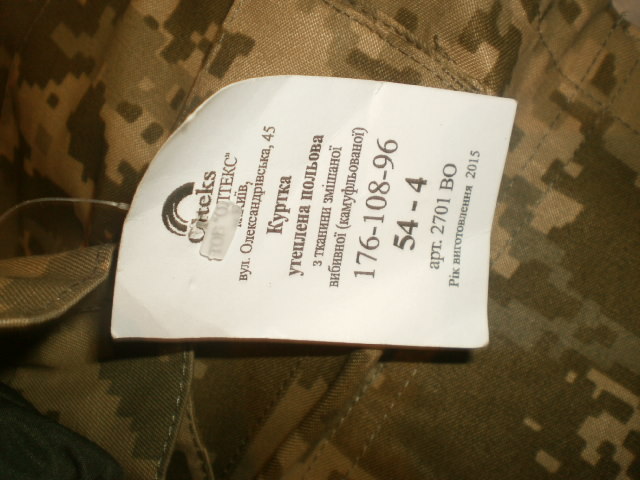 Citteks
вул. Олександрівська, 45
Куртка
утеплена польова
з тканини змішаної
вибивної (камуфльованої)
176-108-96
54 - 4
арт. 2701 ВО
Рік виготовлення 2015